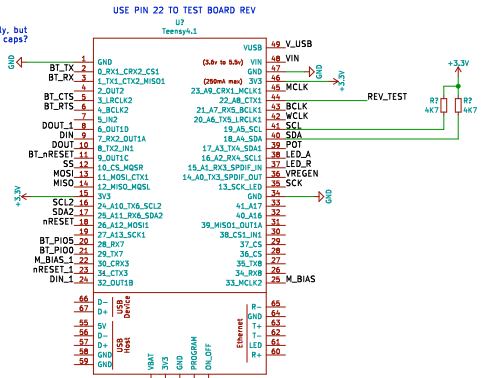 USE PIN 22 TO TEST BOARD REV
ly, but
caps?
U?
Teensy4.1
GND
1 GND
BT_TX 2 0_RX1_CRX2_CS1
BT_RX 3 1_TX1_CTX2_MISO1
4 2_OUT2
BT_CTS 5 3_LRCLK2
BT_RTS 6 4_BCLK2
7 5_IN2
DOUT_1 8 6_OUT1D
DIN 9 7_RX2_OUT1A
DOUT 10 8_TX2_IN1
BT_nRESET 11 9_OUT1C
SS 12 10_CS_MQSR
MOSI 13 11_MOSI_CTX1
MISO 14 12_MISO_MQSL
+3.3V 15 3V3
SCL2 16 24_A10_TX6_SCL2
SDA2 17 25_A11_RX6_SDA2
nRESET 18 26_A12_MOSI1
19 27_A13_SCK1
BT_PIO5 20 28_RX7
BT_PIO0 21 29_TX7
M_BIAS_1 22 30_CRX3
nRESET_1 23 31_CTX3
DIN_1 24 32_OUT1B
VUSB 49 V_USB
(3.6v to 5.5v) VIN 48 VIN
GND 47 GND
(250mA max) 3V3 46 +3.3V
23_A9_CRX1_MCLK1 45 MCLK
22_A8_CTX1 44 REV_TEST
21_A7_RX5_BCLK1 43 BCLK
20_A6_TX5_LRCLK1 42 WCLK
19_A5_SCL 41 SCL
18_A4_SDA 40 SDA
17_A3_TX4_SDA1 39 POT
16_A2_RX4_SCL1 38 LED_A
15_A1_RX3_SPDIF_IN 37 LED_R
14_A0_TX3_SPDIF_OUT 36 VREGEN
13_SCK_LED 35 SCK
GND 34 GND
41_A17 33
40_A16 32
39_MISO1_OUT1A 31
38_CS1_IN1 30
37_CS 29
36_CS 28
35_TX8 27
34_RX8 26
33_MCLK2 25 M_BIAS
+3.3V
R? R?
4K7 4K7
66 D-
67 D+
USB Device
55 5V
56 D-
57 D+
58 GND
59 GND
USB Host
Ethernet
R- 65
GND 64
T+ 63
T- 62
LED 61
R+ 60
VBAT
3V3
GND
PROGRAM
ON_OFF